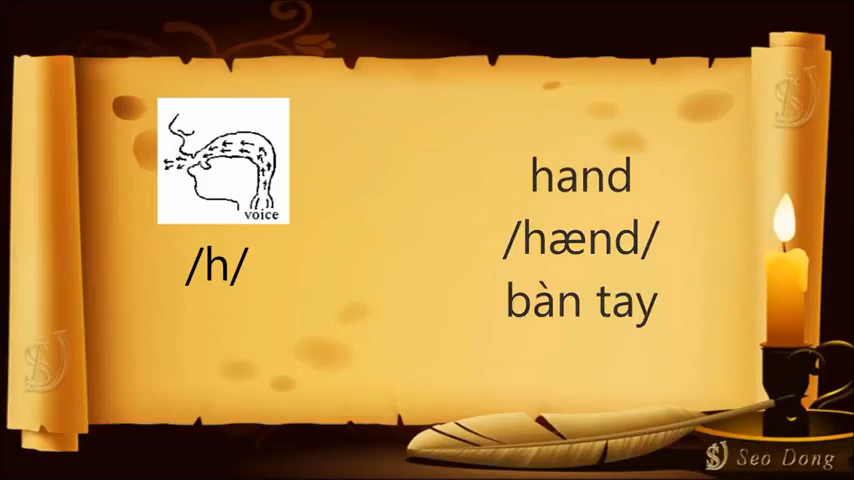 voice
/h/
hand
/hænd/
bàn tay
Seo Dong